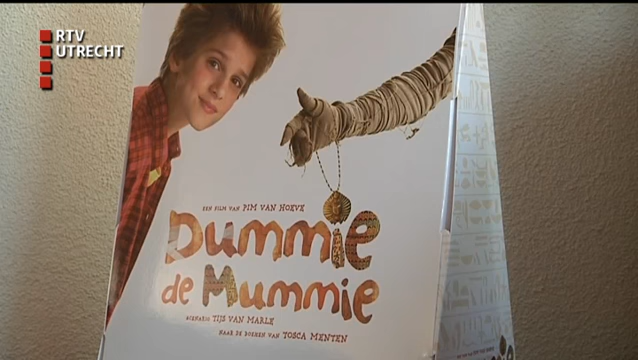 RTV
UTRECHT
EEN FILM VAN PIM VAN HOEVE
Dummie
de Mummie
SCENARIO TIJS VAN MARLE
NAAR DE BOEKEN VAN TOSCA MENTEN